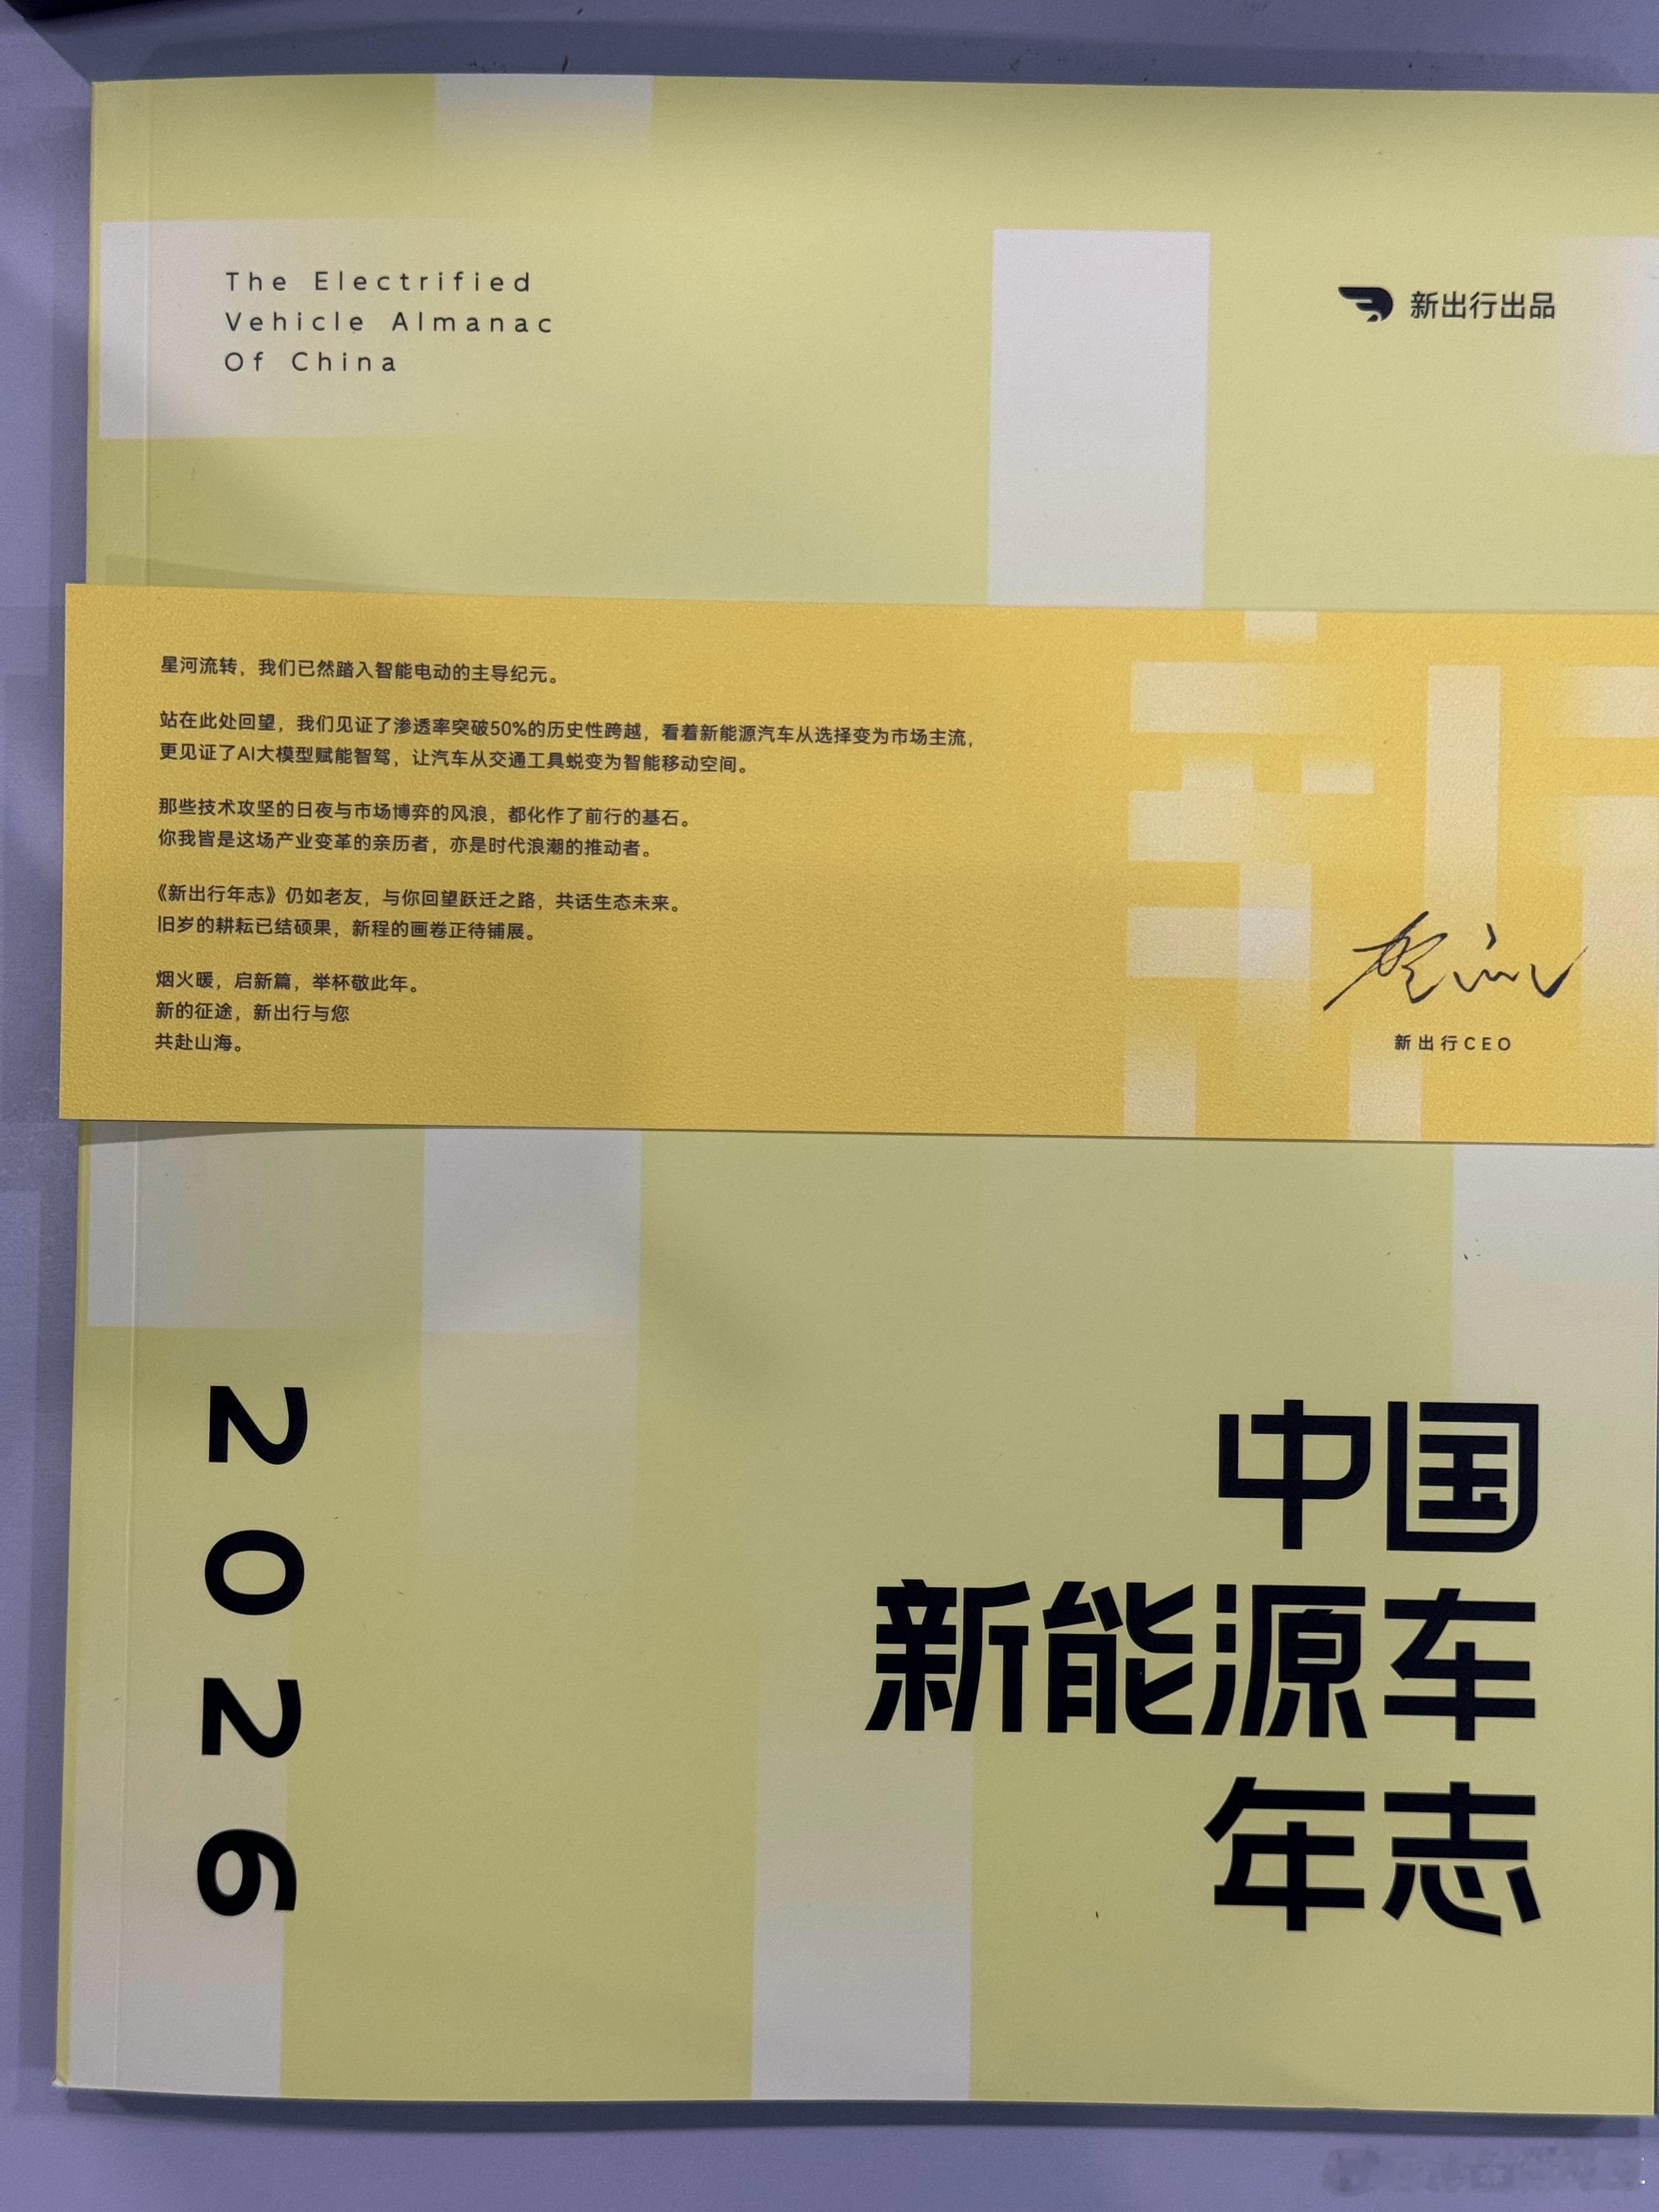 The Electrified
Vehicle Almanac
Of China
新出行出品
星河流转，我们已然踏入智能电动的主导纪元。
站在此处回望，我们见证了渗透率突破50%的历史性跨越，看着新能源汽车从选择变为市场主流，
更见证了AI大模型赋能智驾，让汽车从交通工具蜕变为智能移动空间。
那些技术攻坚的日夜与市场博弈的风浪，都化作了前行的基石。
你我皆是这场产业变革的亲历者，亦是时代浪潮的推动者。
《新出行年志》仍如老友，与你回望跃迁之路，共话生态未来。
旧岁的耕耘已结硕果，新程的画卷正待铺展。
烟火暖，启新篇，举杯敬此年。
新的征途，新出行与您
共赴山海。
新出行CEO
2026
中国
新能源车
年志